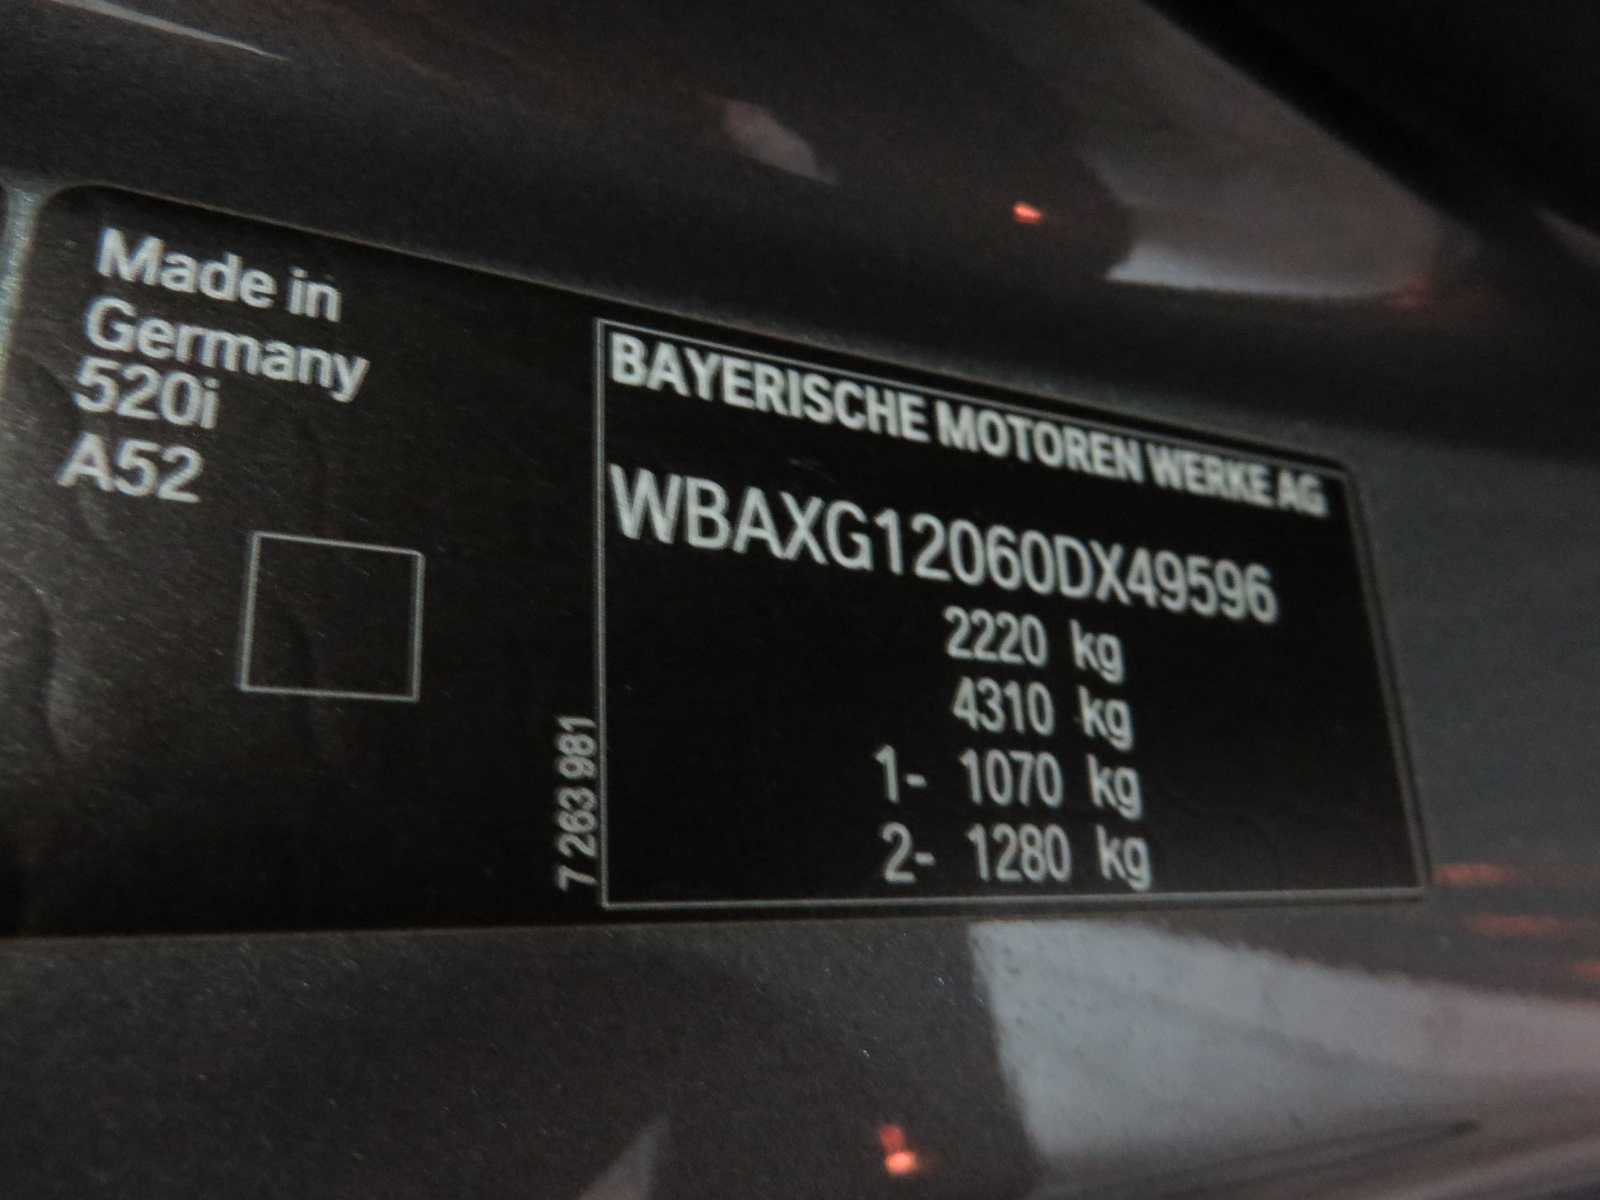 Made in
Germany
520i
A52
7 263 981
BAYERISCHE MOTOREN WERKE AG
WBAXG12060DX49596
2220 kg
4310 kg
1- 1070 kg
2- 1280 kg